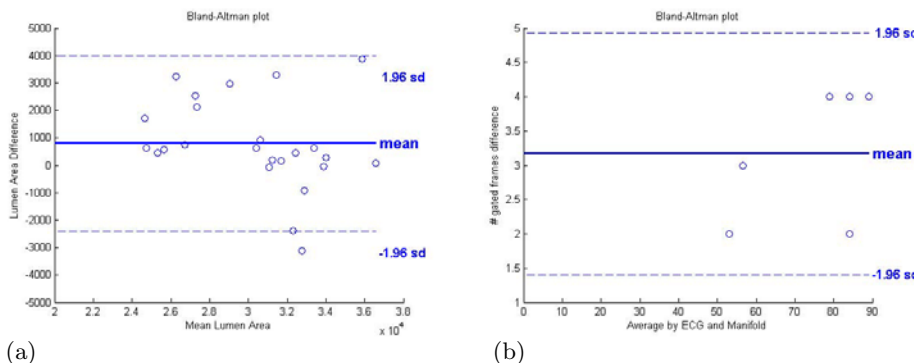 Bland-Altman plot
5000
4000
3000
2000
1000
0
-1000
-2000
-3000
-4000
-5000
Lumen Area Difference
1.96 sd
mean
-1.96 sd
2 2.2 2.4 2.6 2.8 3 3.2 3.4 3.6 3.8
x 10⁴
Mean Lumen Area
(a)
Bland-Altman plot
5
4.5
4
3.5
3
2.5
2
1.5
1
# gated frames difference
1.96 sd
mean
-1.96 sd
0 10 20 30 40 50 60 70 80 90
Average by ECG and Manifold
(b)